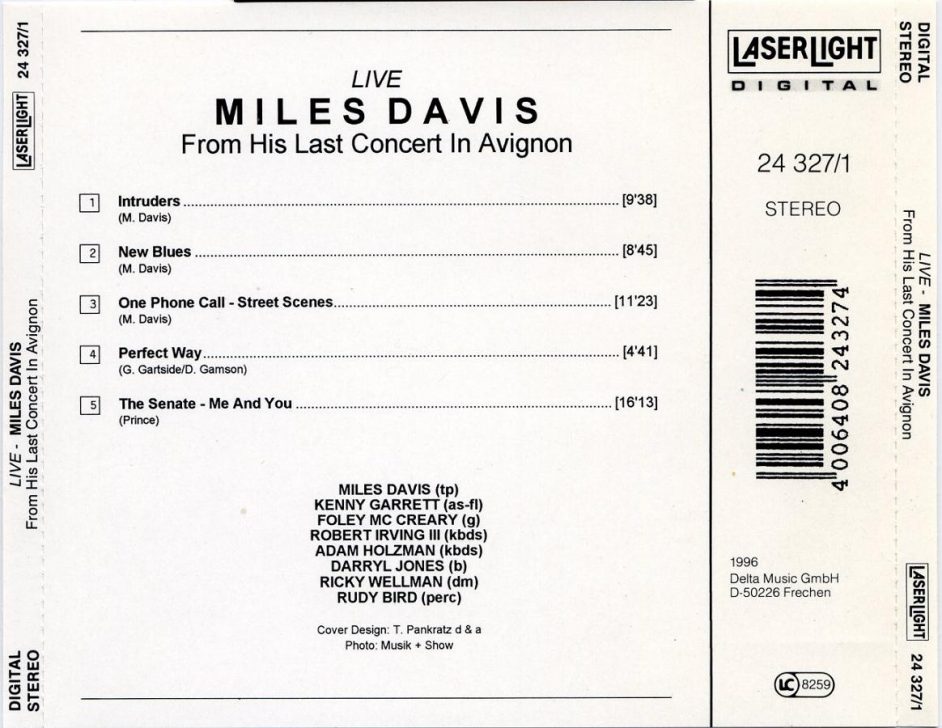 LIVE
MILES DAVIS
From His Last Concert In Avignon
1 Intruders ........ [9'38]
(M. Davis)
2 New Blues ........ [8'45]
(M. Davis)
3 One Phone Call - Street Scenes ........ [11'23]
(M. Davis)
4 Perfect Way ........ [4'41]
(G. Gartside/D. Gamson)
5 The Senate - Me And You ........ [16'13]
(Prince)
MILES DAVIS (tp)
KENNY GARRETT (as-fl)
FOLEY MC CREARY (g)
ROBERT IRVING III (kbds)
ADAM HOLZMAN (kbds)
DARRYL JONES (b)
RICKY WELLMAN (dm)
RUDY BIRD (perc)
Cover Design: T. Pankratz d & a
Photo: Musik + Show
LASERLIGHT
DIGITAL
24 327/1
STEREO
4 006408 243274
1996
Delta Music GmbH
D-50226 Frechen
LC 8259
DIGITAL
STEREO
LIVE - MILES DAVIS
From His Last Concert In Avignon
LASERLIGHT
24 327/1
DIGITAL
STEREO
LIVE - MILES DAVIS
From His Last Concert In Avignon
LASERLIGHT
24 327/1